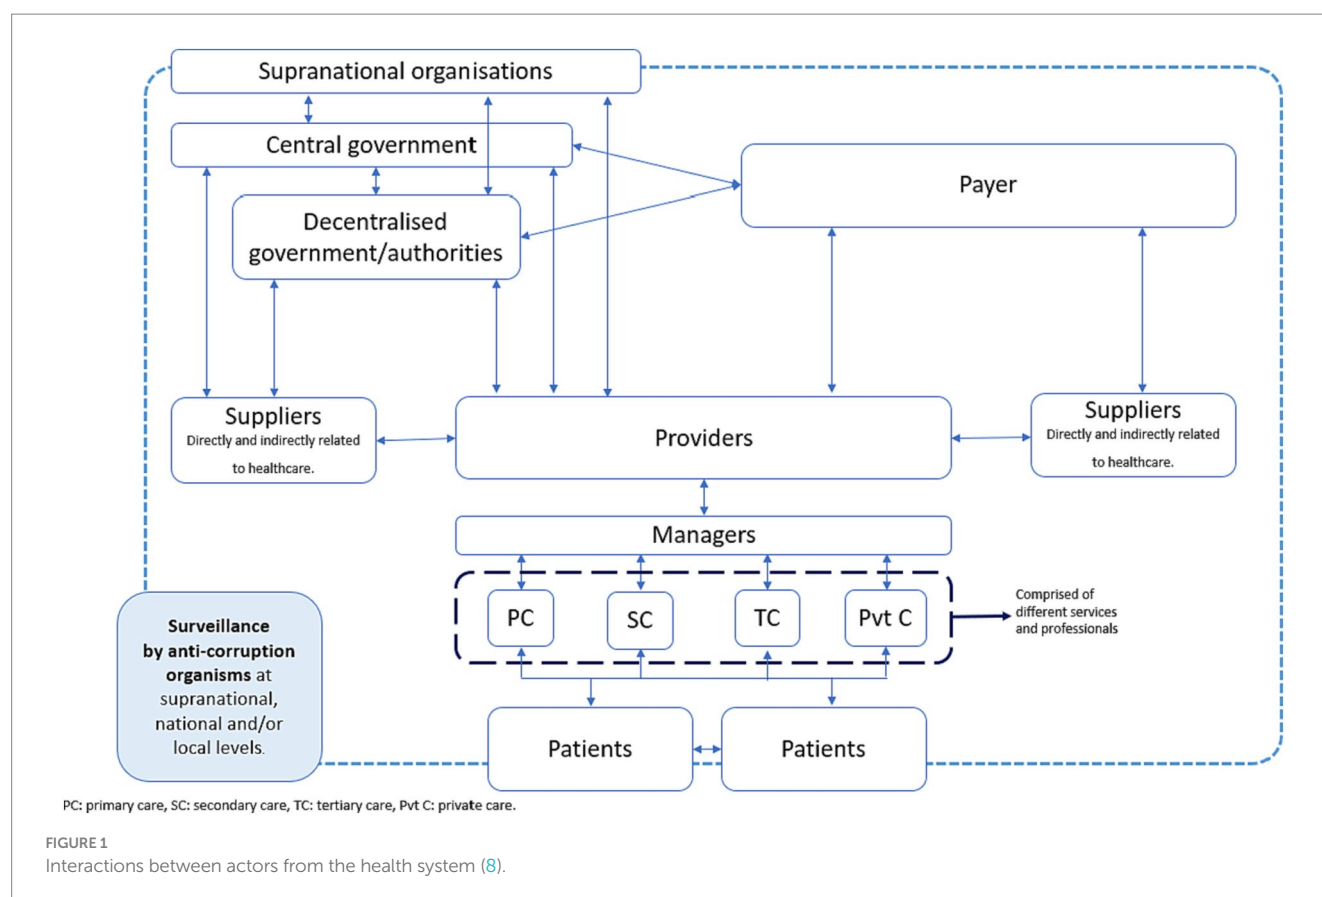 Supranational organisations
Central government
Payer
Decentralised
government/authorities
Suppliers
Directly and indirectly related
to healthcare.
Providers
Suppliers
Directly and indirectly related
to healthcare.
Managers
PC
SC
TC
Pvt C
Comprised of
different services
and professionals
Surveillance
by anti-corruption
organisms at
supranational,
national and/or
local levels.
Patients
Patients
PC: primary care, SC: secondary care, TC: tertiary care, Pvt C: private care.
FIGURE 1
Interactions between actors from the health system (8).